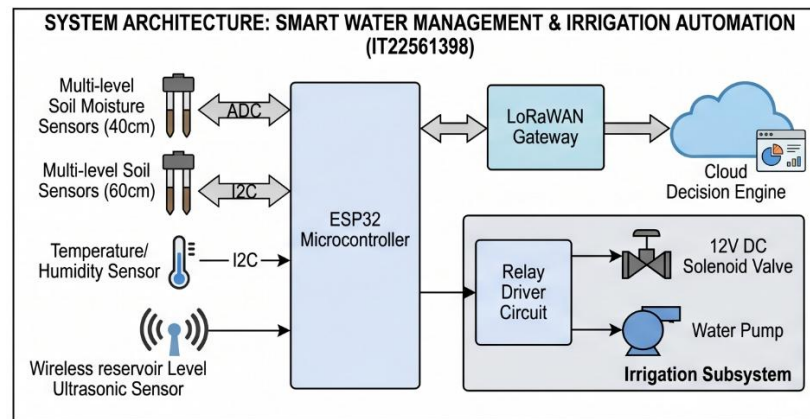 SYSTEM ARCHITECTURE: SMART WATER MANAGEMENT & IRRIGATION AUTOMATION
(IT22561398)
Multi-level
Soil Moisture
Sensors (40cm)
ADC
Multi-level Soil
Sensors (60cm)
I2C
Temperature/
Humidity Sensor
I2C
Wireless reservoir Level
Ultrasonic Sensor
ESP32
Microcontroller
LoRaWAN
Gateway
Cloud
Decision Engine
Relay
Driver
Circuit
12V DC
Solenoid Valve
Water Pump
Irrigation Subsystem